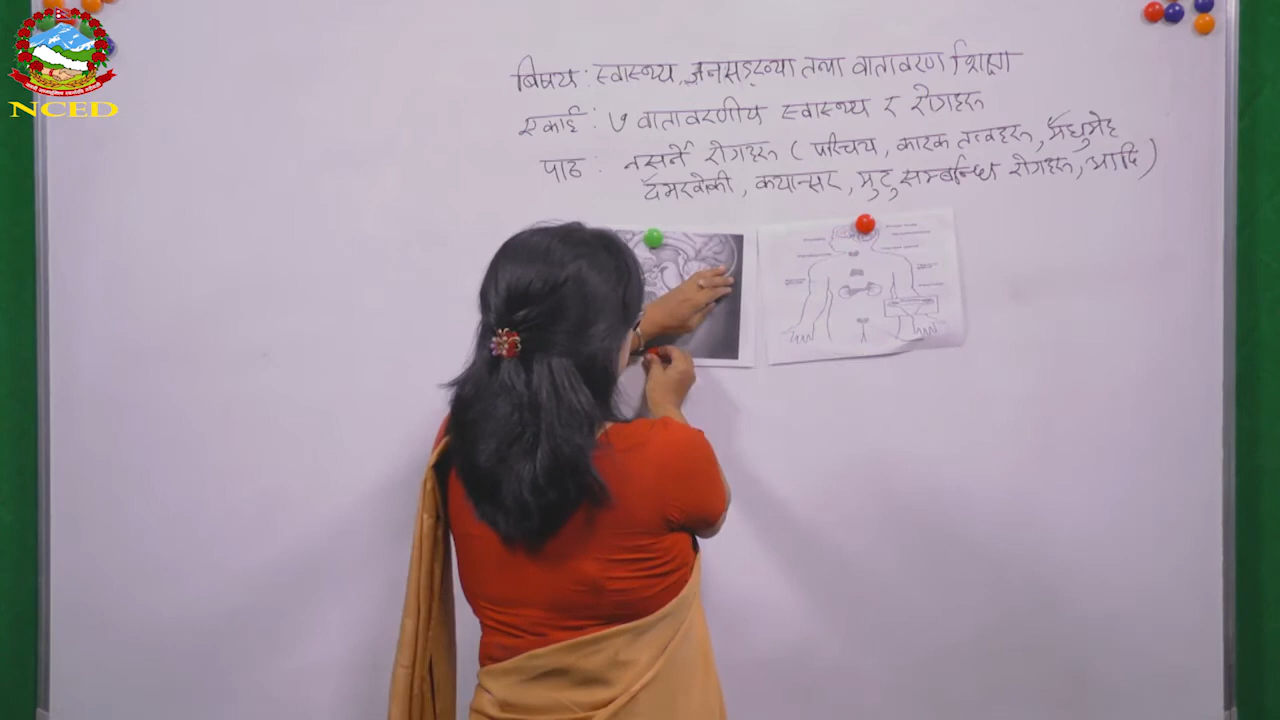 NCED
बिषय : स्वास्थ्य, जनसङ्ख्या तथा वातावरण शिक्षा
एकाई : ७ वातावरणीय स्वास्थ्य र रोगहरू
पाठ : नसर्ने रोगहरू ( परिचय, कारक तत्वहरू, मधुमेह
दमखोकी, क्यान्सर, मुटु सम्बन्धि रोगहरू, आदि )